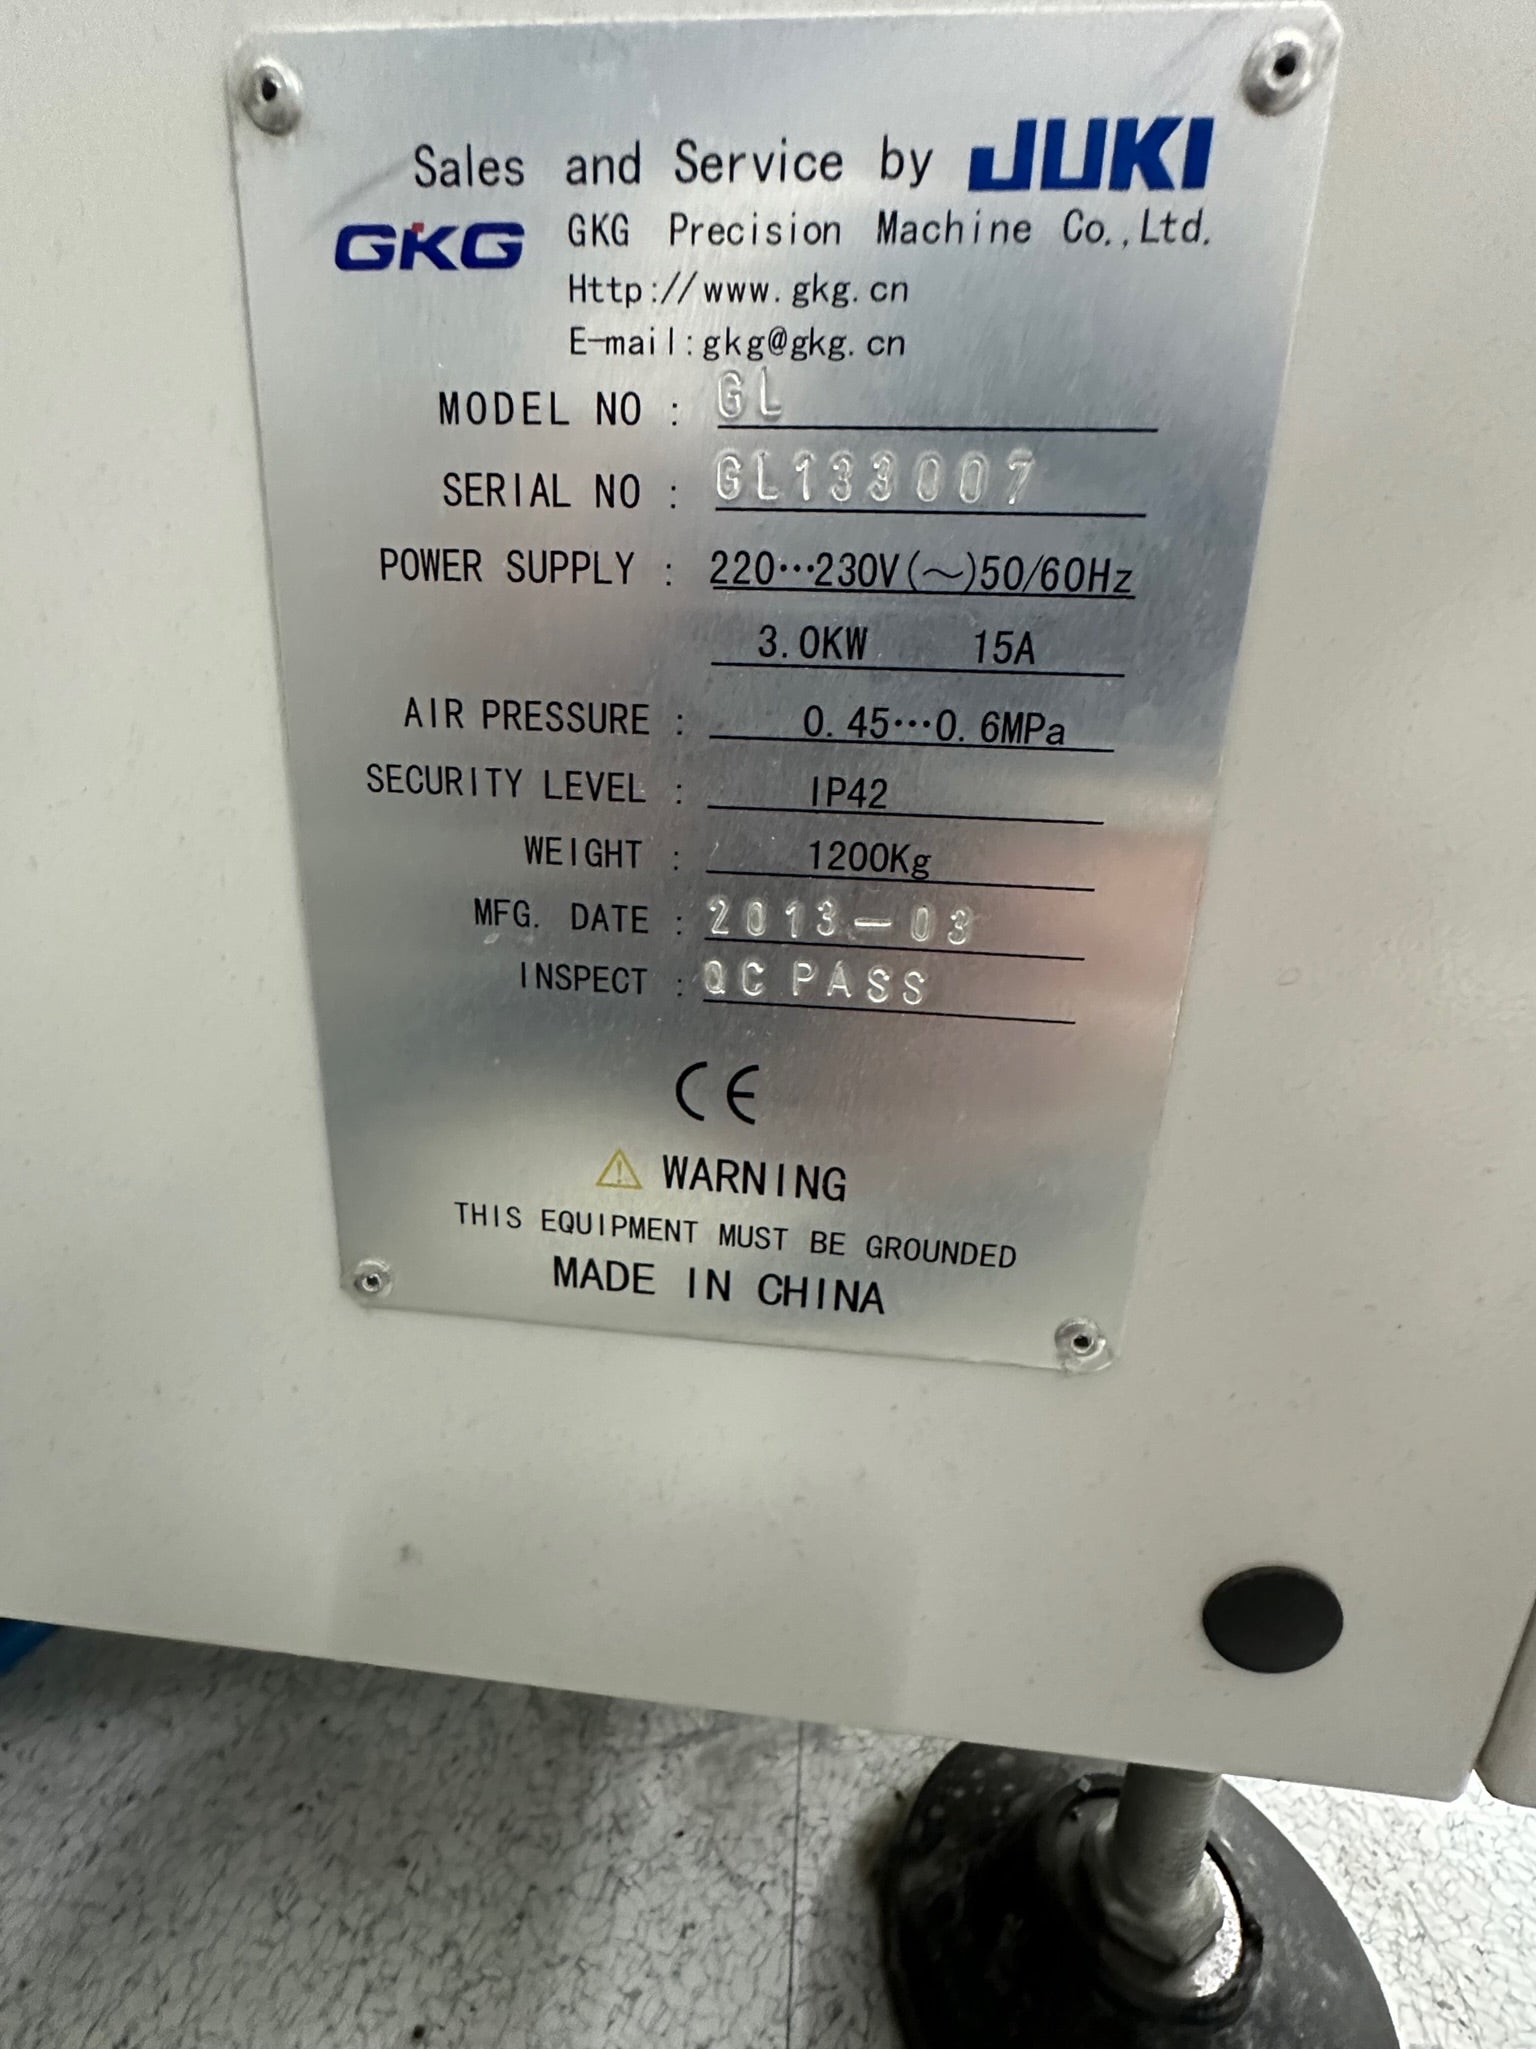 Sales and Service by JUKI
GKG GKG Precision Machine Co.,Ltd.
Http://www.gkg.cn
E-mail:gkg@gkg.cn
MODEL NO : GL
SERIAL NO : GL133007
POWER SUPPLY : 220···230V(～)50/60Hz
3.0KW 15A
AIR PRESSURE : 0.45···0.6MPa
SECURITY LEVEL : IP42
WEIGHT : 1200Kg
MFG. DATE : 2013-03
INSPECT : QC PASS
CE
WARNING
THIS EQUIPMENT MUST BE GROUNDED
MADE IN CHINA